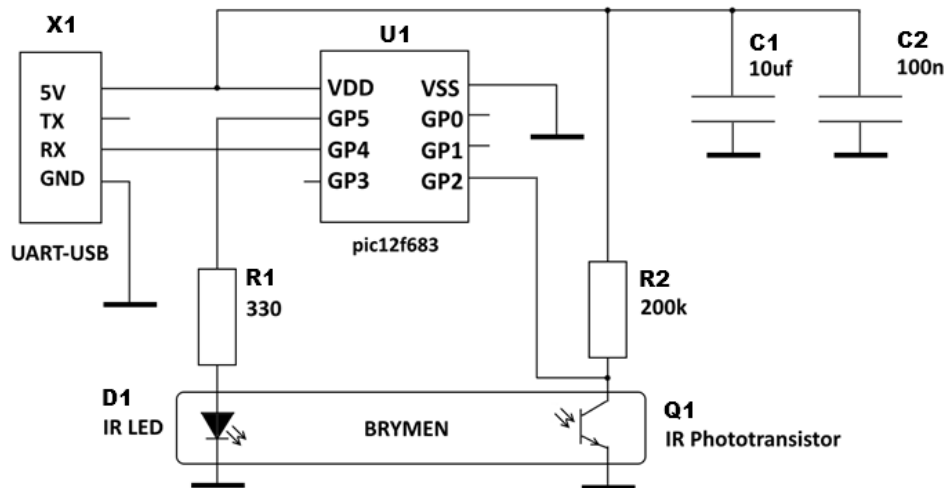 X1
5V
TX
RX
GND
UART-USB
U1
VDD
GP5
GP4
GP3
VSS
GP0
GP1
GP2
pic12f683
C1
10uf
C2
100n
R1
330
R2
200k
D1
IR LED
BRYMEN
Q1
IR Phototransistor